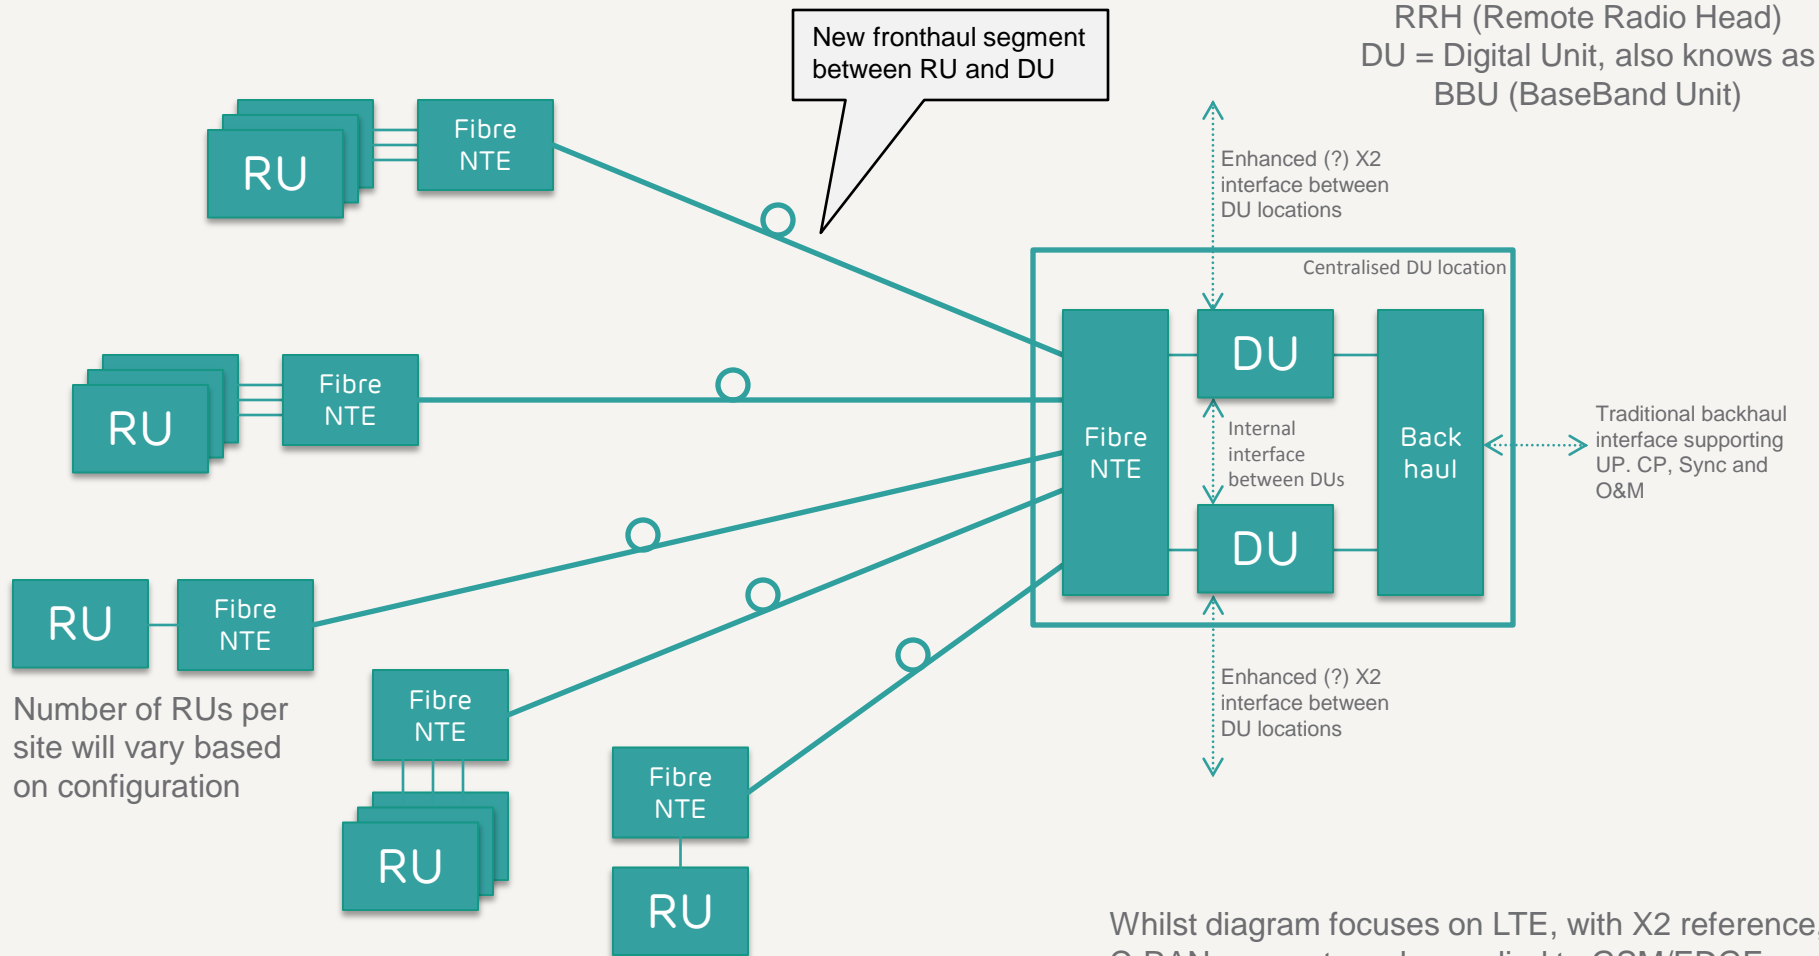 RRH (Remote Radio Head)
DU = Digital Unit, also knows as
BBU (BaseBand Unit)
New fronthaul segment
between RU and DU
RU
Fibre
NTE
Enhanced (?) X2
interface between
DU locations
Centralised DU location
RU
Fibre
NTE
Fibre
NTE
DU
Internal
interface
between DUs
DU
Back
haul
Traditional backhaul
interface supporting
UP. CP, Sync and
O&M
RU
Fibre
NTE
Number of RUs per
site will vary based
on configuration
Fibre
NTE
RU
Fibre
NTE
RU
Enhanced (?) X2
interface between
DU locations
Whilst diagram focuses on LTE, with X2 reference,